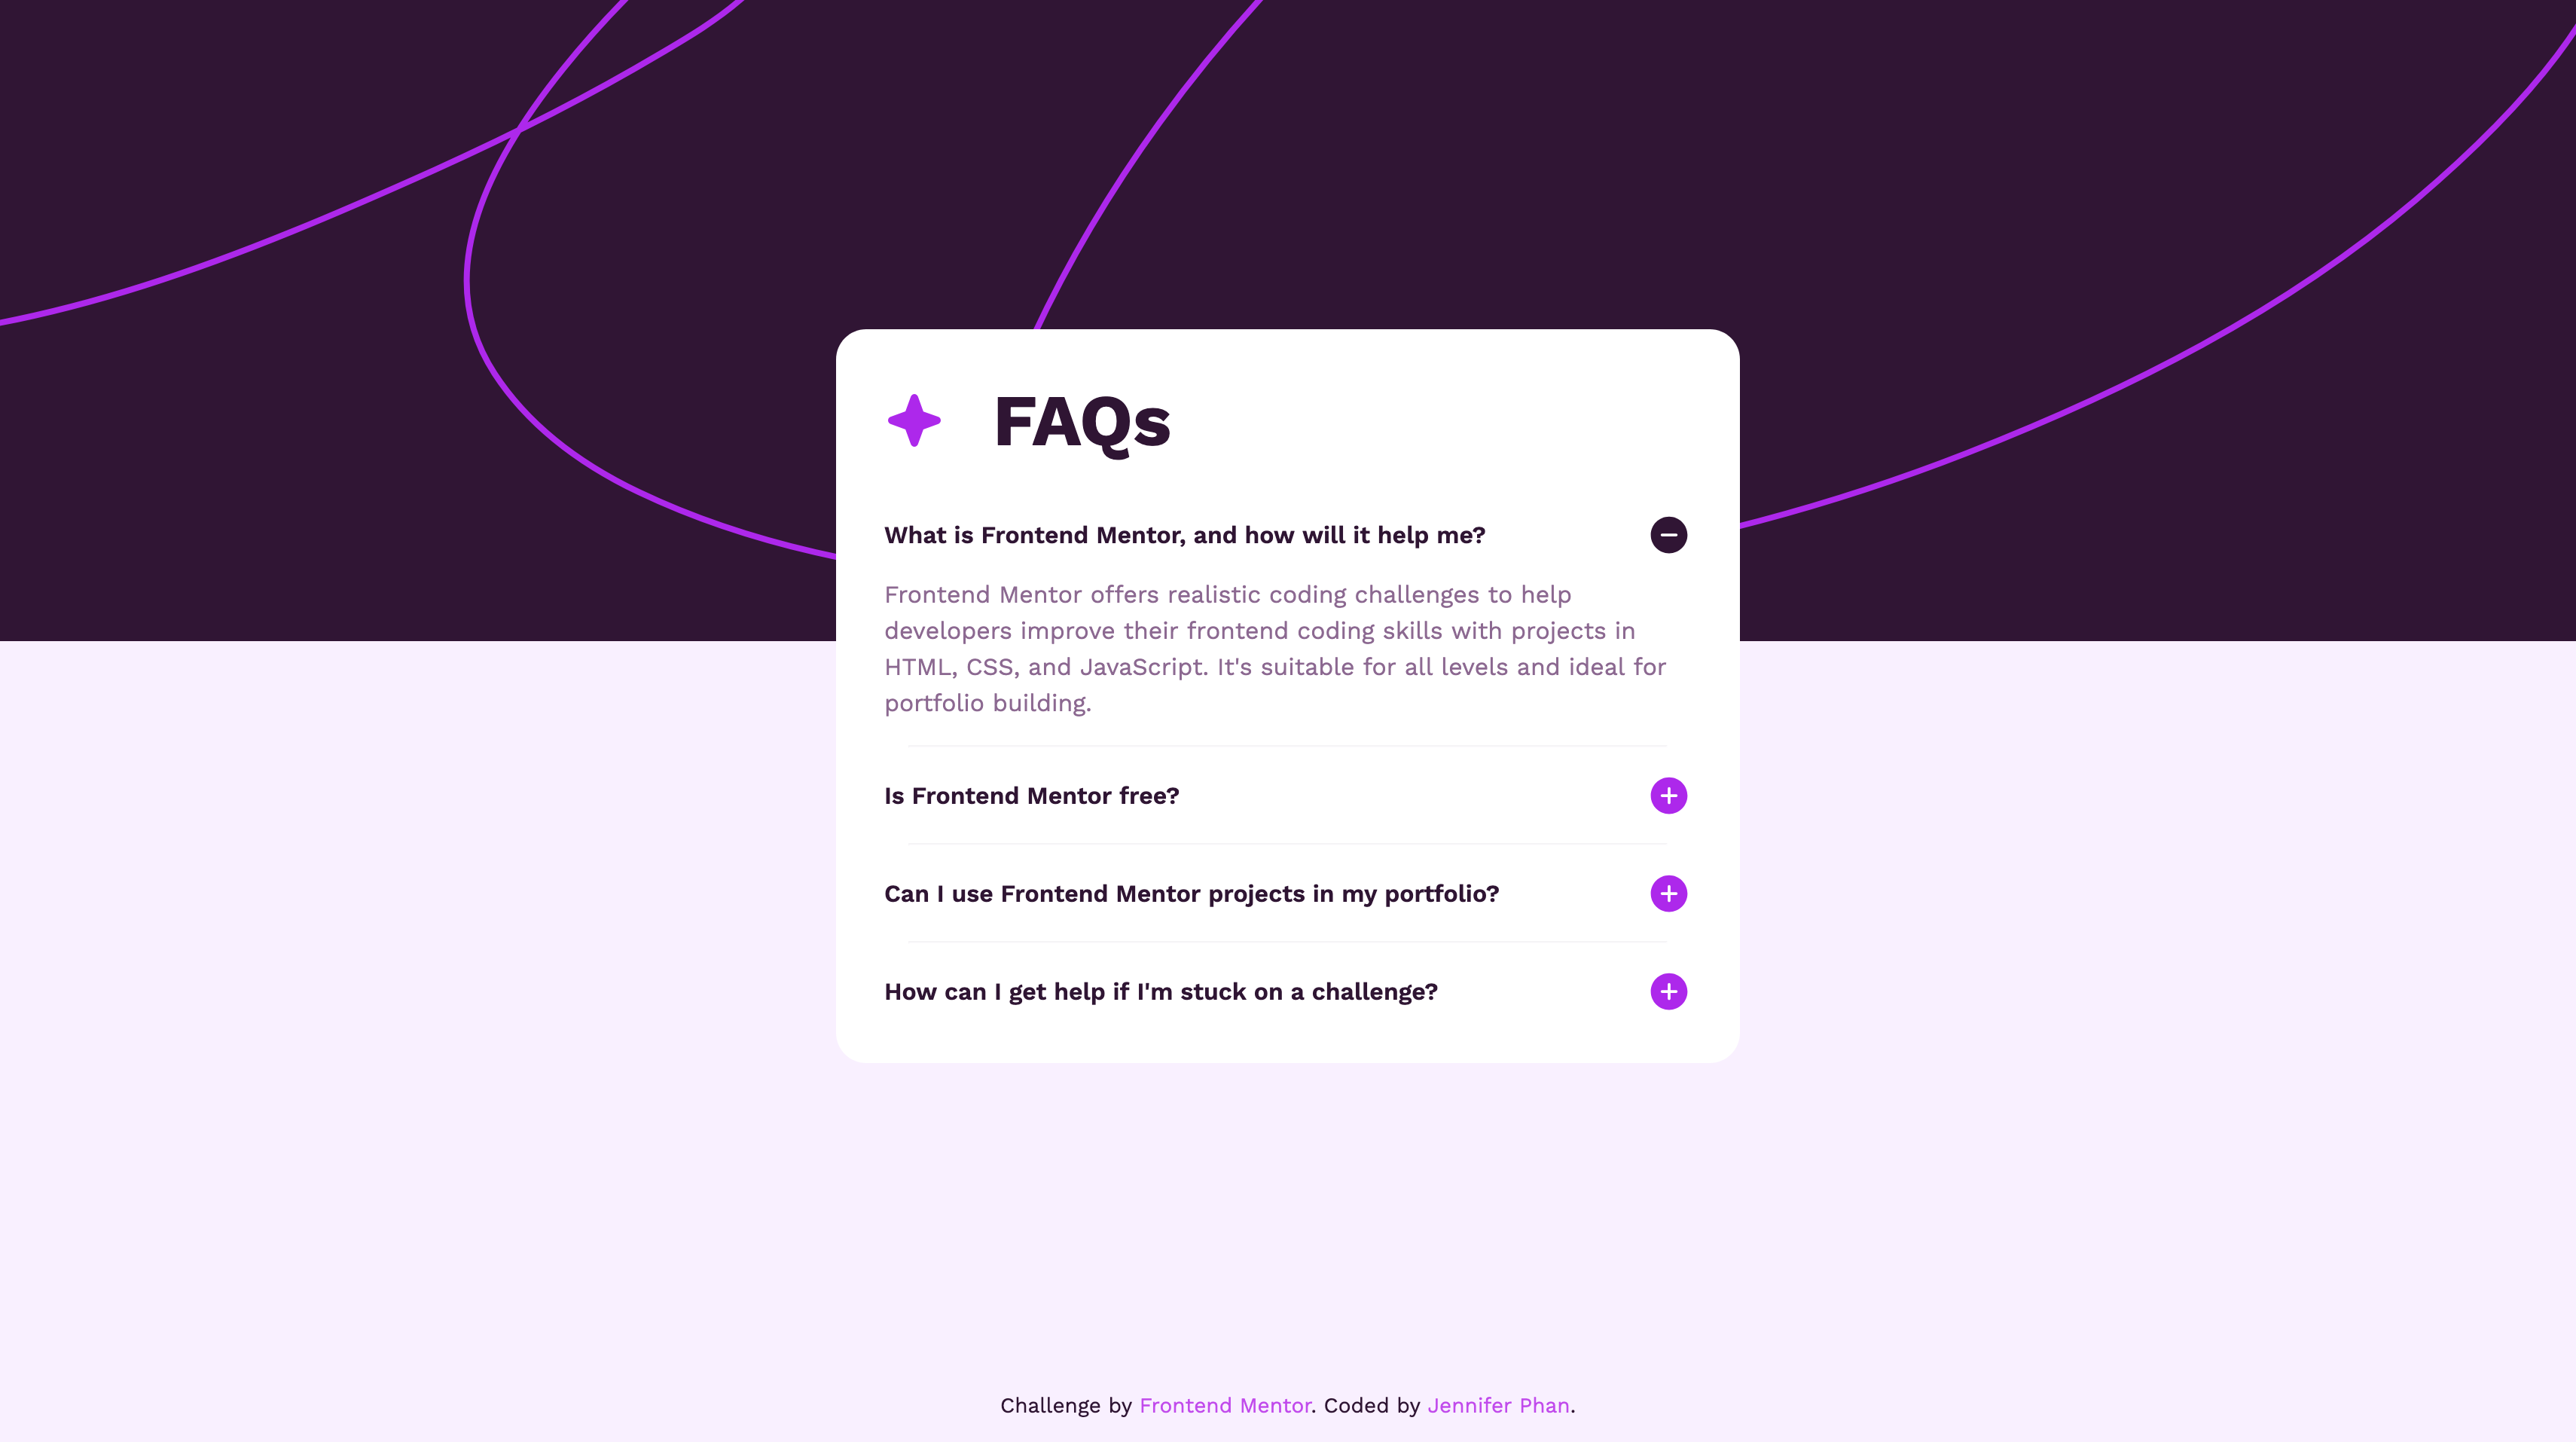 FAQs
What is Frontend Mentor, and how will it help me?
Frontend Mentor offers realistic coding challenges to help
developers improve their frontend coding skills with projects in
HTML, CSS, and JavaScript. It's suitable for all levels and ideal for
portfolio building.
Is Frontend Mentor free?
Can I use Frontend Mentor projects in my portfolio?
How can I get help if I'm stuck on a challenge?
Challenge by Frontend Mentor. Coded by Jennifer Phan.